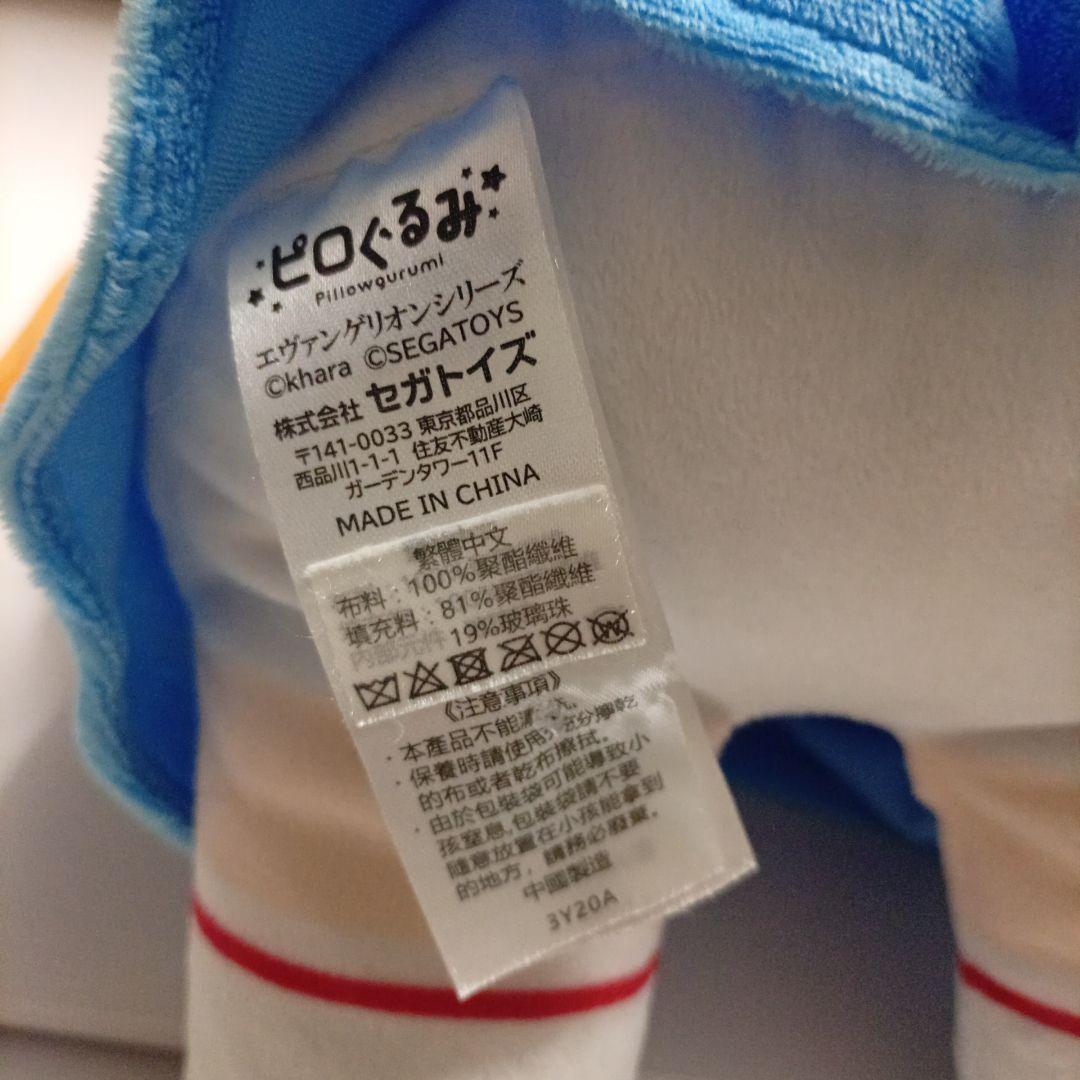 ピロぐるみ
Pillowgurumi
エヴァンゲリオンシリーズ
©khara ©SEGATOYS
株式会社 セガトイズ
〒141-0033 東京都品川区
西品川1-1-1 住友不動産大崎
ガーデンタワー11F
MADE IN CHINA
繁體中文
布料:100%聚酯纖維
填充料:81%聚酯纖維
19%玻璃珠
《注意事項》
・本產品不能
・保養時請使用充分擰乾
的布或者乾布擦拭。
・由於包裝袋可能導致小
孩窒息,包裝袋請不要
隨意放置在小孩能拿到
的地方,請務必廢棄。
中國製造
3Y20A